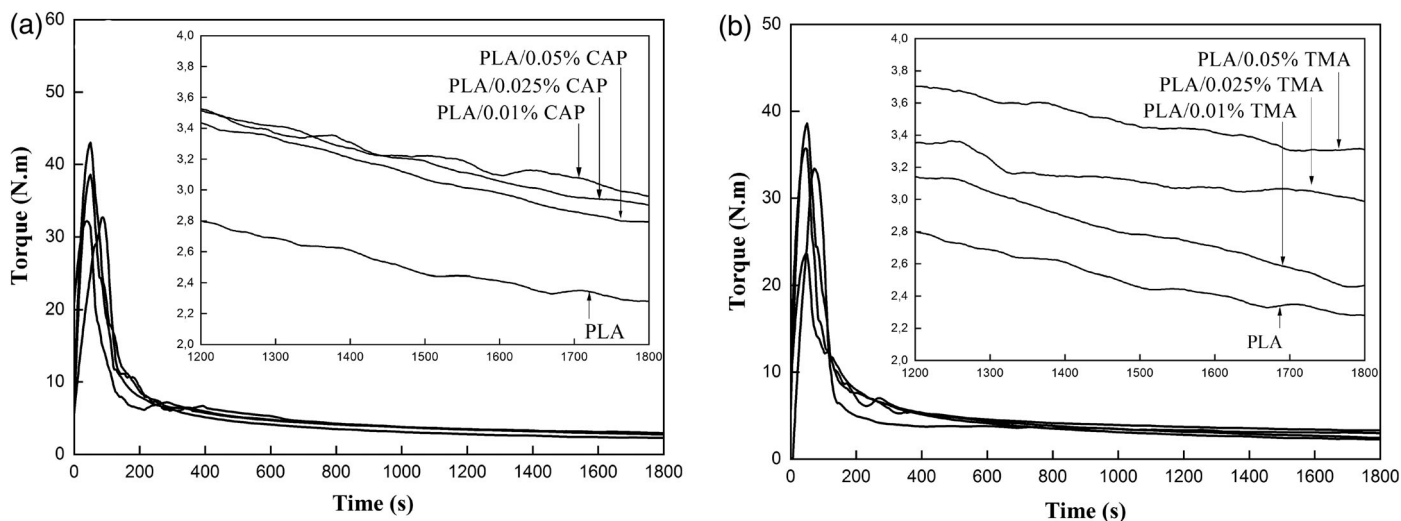 (a)
Torque (N.m)
60
50
40
30
20
10
0
0 200 400 600 800 1000 1200 1400 1600 1800
Time (s)
4,0
3,8
3,6
3,4
3,2
3,0
2,8
2,6
2,4
2,2
2,0
1200 1300 1400 1500 1600 1700 1800
PLA/0.05% CAP
PLA/0.025% CAP
PLA/0.01% CAP
PLA
(b)
Torque (N.m)
50
40
30
20
10
0
0 200 400 600 800 1000 1200 1400 1600 1800
Time (s)
4,0
3,8
3,6
3,4
3,2
3,0
2,8
2,6
2,4
2,2
2,0
1200 1300 1400 1500 1600 1700 1800
PLA/0.05% TMA
PLA/0.025% TMA
PLA/0.01% TMA
PLA